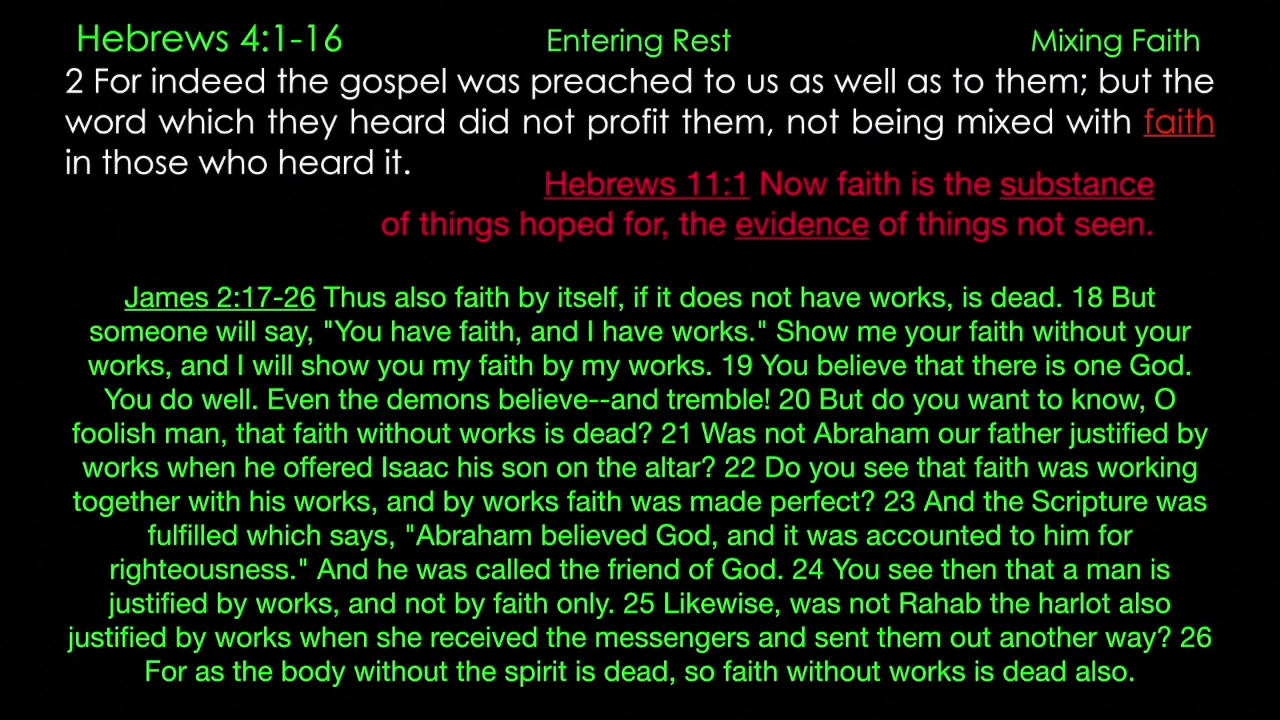 Hebrews 4:1-16 Entering Rest Mixing Faith
2 For indeed the gospel was preached to us as well as to them; but the
word which they heard did not profit them, not being mixed with faith
in those who heard it.
Hebrews 11:1 Now faith is the substance
of things hoped for, the evidence of things not seen.
James 2:17-26 Thus also faith by itself, if it does not have works, is dead. 18 But
someone will say, "You have faith, and I have works." Show me your faith without your
works, and I will show you my faith by my works. 19 You believe that there is one God.
You do well. Even the demons believe--and tremble! 20 But do you want to know, O
foolish man, that faith without works is dead? 21 Was not Abraham our father justified by
works when he offered Isaac his son on the altar? 22 Do you see that faith was working
together with his works, and by works faith was made perfect? 23 And the Scripture was
fulfilled which says, "Abraham believed God, and it was accounted to him for
righteousness." And he was called the friend of God. 24 You see then that a man is
justified by works, and not by faith only. 25 Likewise, was not Rahab the harlot also
justified by works when she received the messengers and sent them out another way? 26
For as the body without the spirit is dead, so faith without works is dead also.